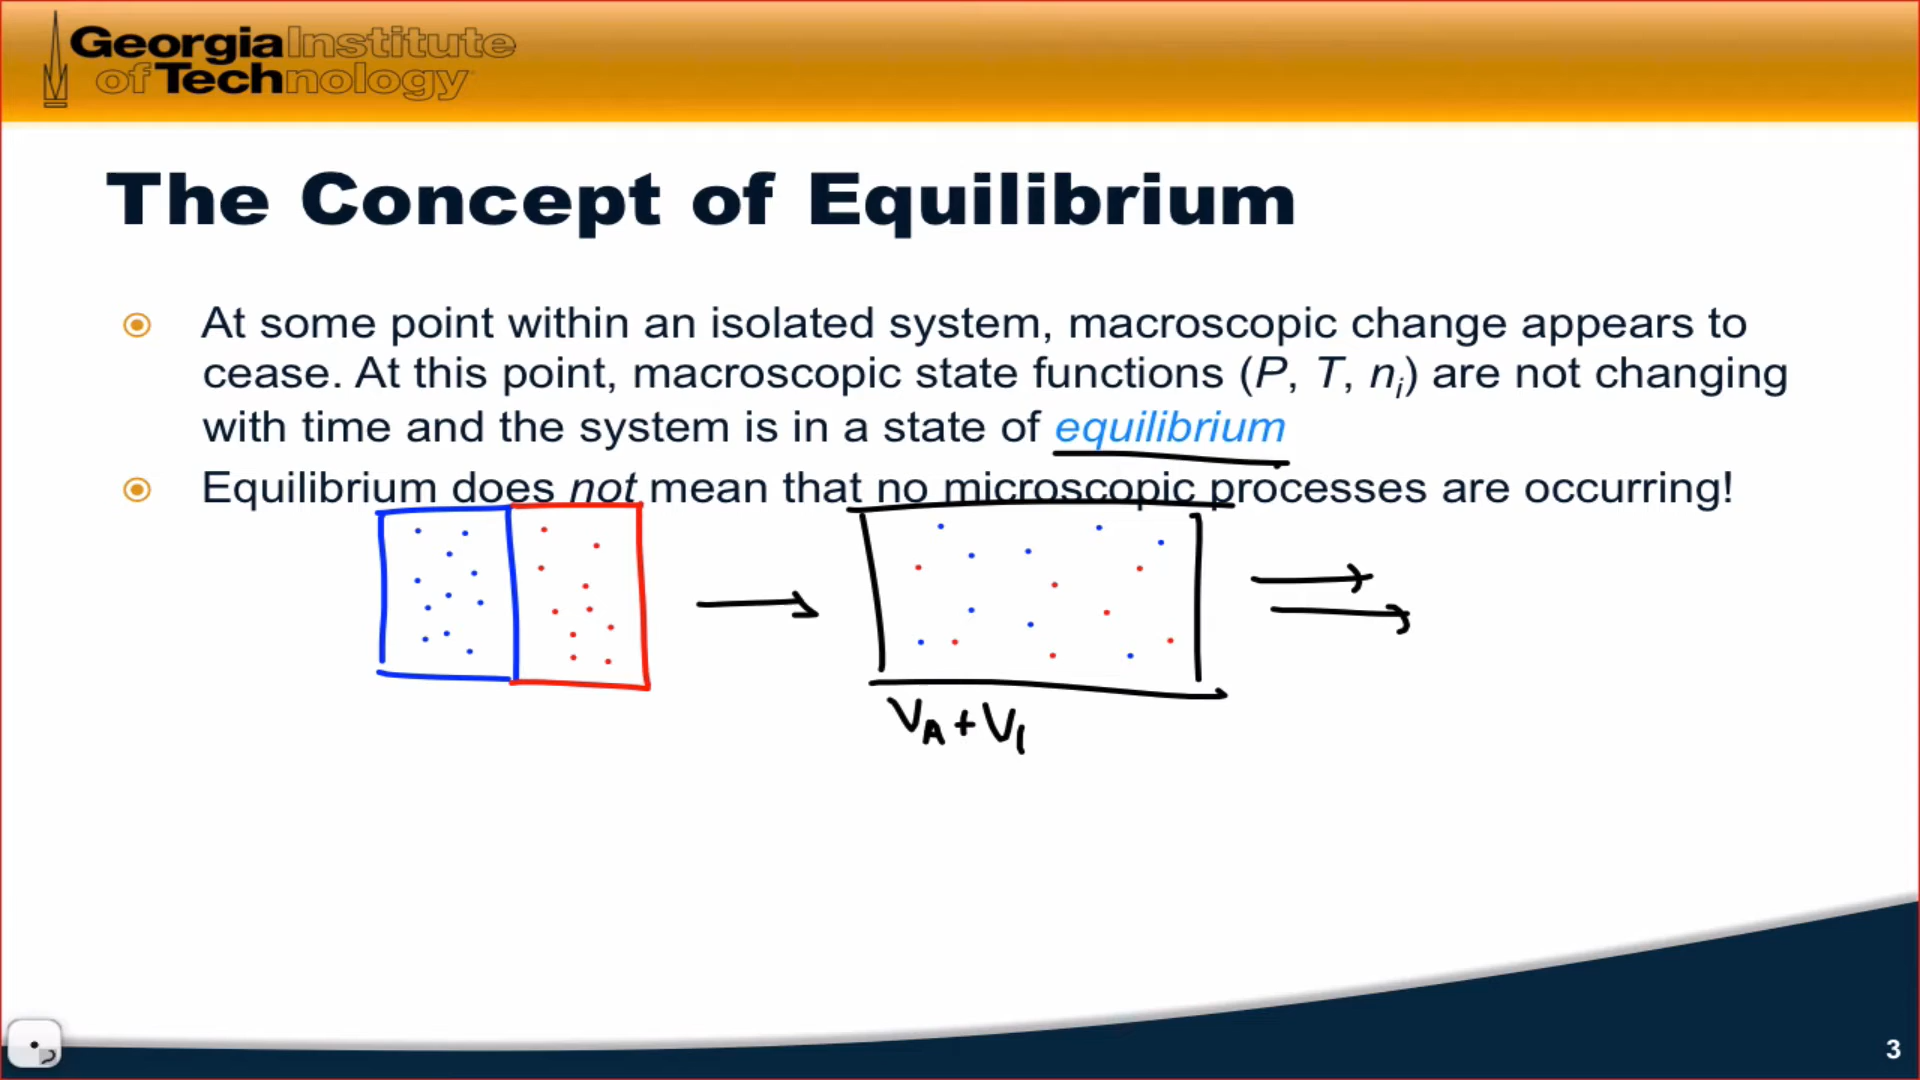 Georgia Institute
of Technology
The Concept of Equilibrium
At some point within an isolated system, macroscopic change appears to
cease. At this point, macroscopic state functions (P, T, nᵢ) are not changing
with time and the system is in a state of equilibrium
Equilibrium does not mean that no microscopic processes are occurring!
V_A + V_1
3